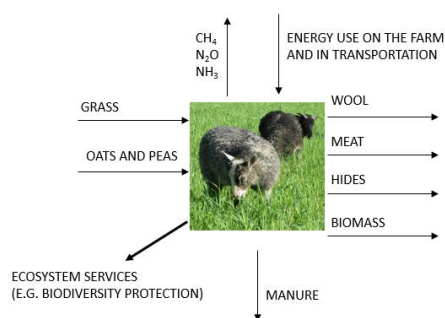 CH₄
N₂O
NH₃
ENERGY USE ON THE FARM
AND IN TRANSPORTATION
GRASS
OATS AND PEAS
WOOL
MEAT
HIDES
BIOMASS
ECOSYSTEM SERVICES
(E.G. BIODIVERSITY PROTECTION)
MANURE